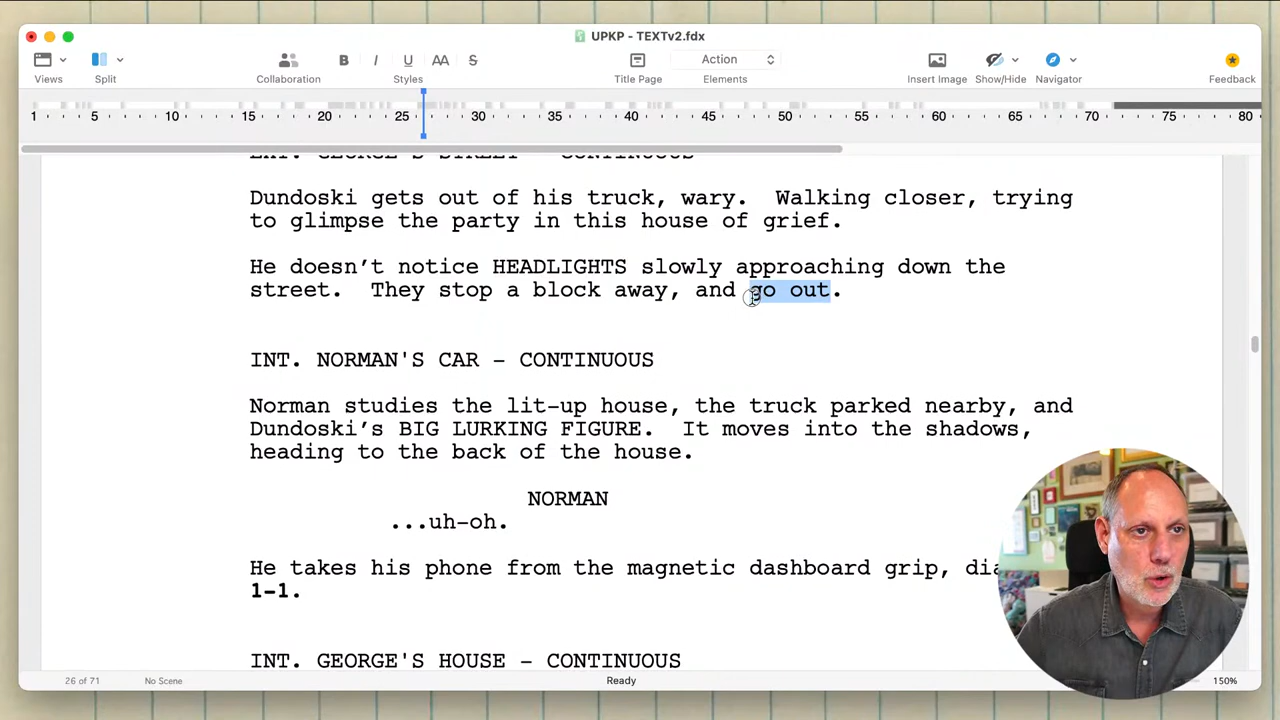 UPKP - TEXTv2.fdx
B I U AA S Action
Views Split Collaboration Styles Title Page Elements Insert Image Show/Hide Navigator Feedback
1 5 10 15 20 25 30 35 40 45 50 55 60 65 70 75 80
EXT. GEORGE'S STREET – CONTINUOUS
Dundoski gets out of his truck, wary.  Walking closer, trying
to glimpse the party in this house of grief.
He doesn’t notice HEADLIGHTS slowly approaching down the
street.  They stop a block away, and go out.
INT. NORMAN'S CAR – CONTINUOUS
Norman studies the lit–up house, the truck parked nearby, and
Dundoski’s BIG LURKING FIGURE.  It moves into the shadows,
heading to the back of the house.
NORMAN
...uh–oh.
He takes his phone from the magnetic dashboard grip,
1–1.
INT. GEORGE'S HOUSE – CONTINUOUS
26 of 71 No Scene Ready 150%